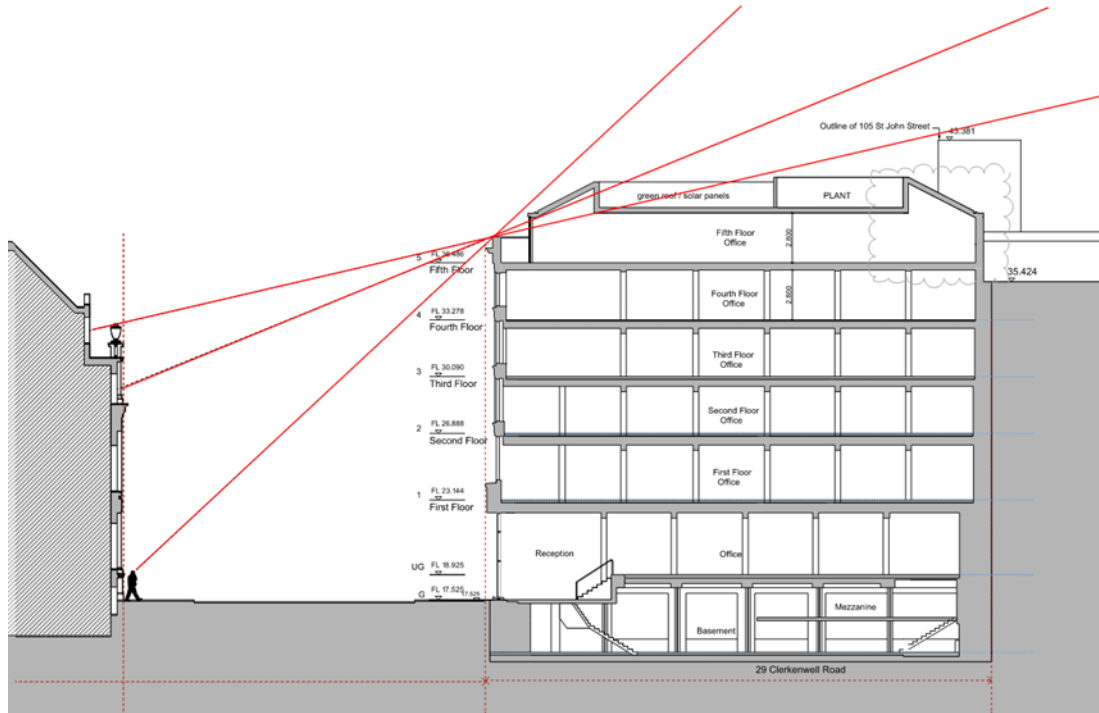 Outline of 105 St John Street
43.381
green roof / solar panels
PLANT
Fifth Floor
Office
2.800
5 FL 36.486
Fifth Floor
35.424
Fourth Floor
Office
2.800
4 FL 33.278
Fourth Floor
Third Floor
Office
3 FL 30.090
Third Floor
Second Floor
Office
2 FL 26.888
Second Floor
First Floor
Office
1 FL 23.144
First Floor
Reception
Office
UG FL 18.925
G FL 17.525
17.525
Mezzanine
Basement
29 Clerkenwell Road